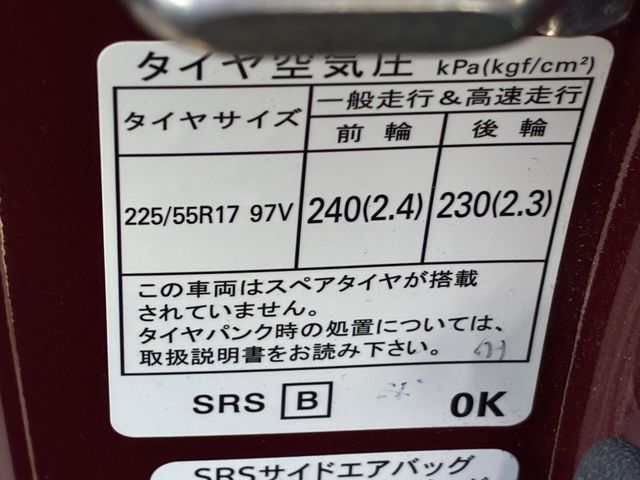 タイヤ空気圧 kPa(kgf/cm²)
タイヤサイズ 一般走行&高速走行
前輪 後輪
225/55R17 97V 240(2.4) 230(2.3)
この車両はスペアタイヤが搭載
されていません。
タイヤパンク時の処置については、
取扱説明書をお読み下さい。
SRS B OK
SRSサイドエアバッグ